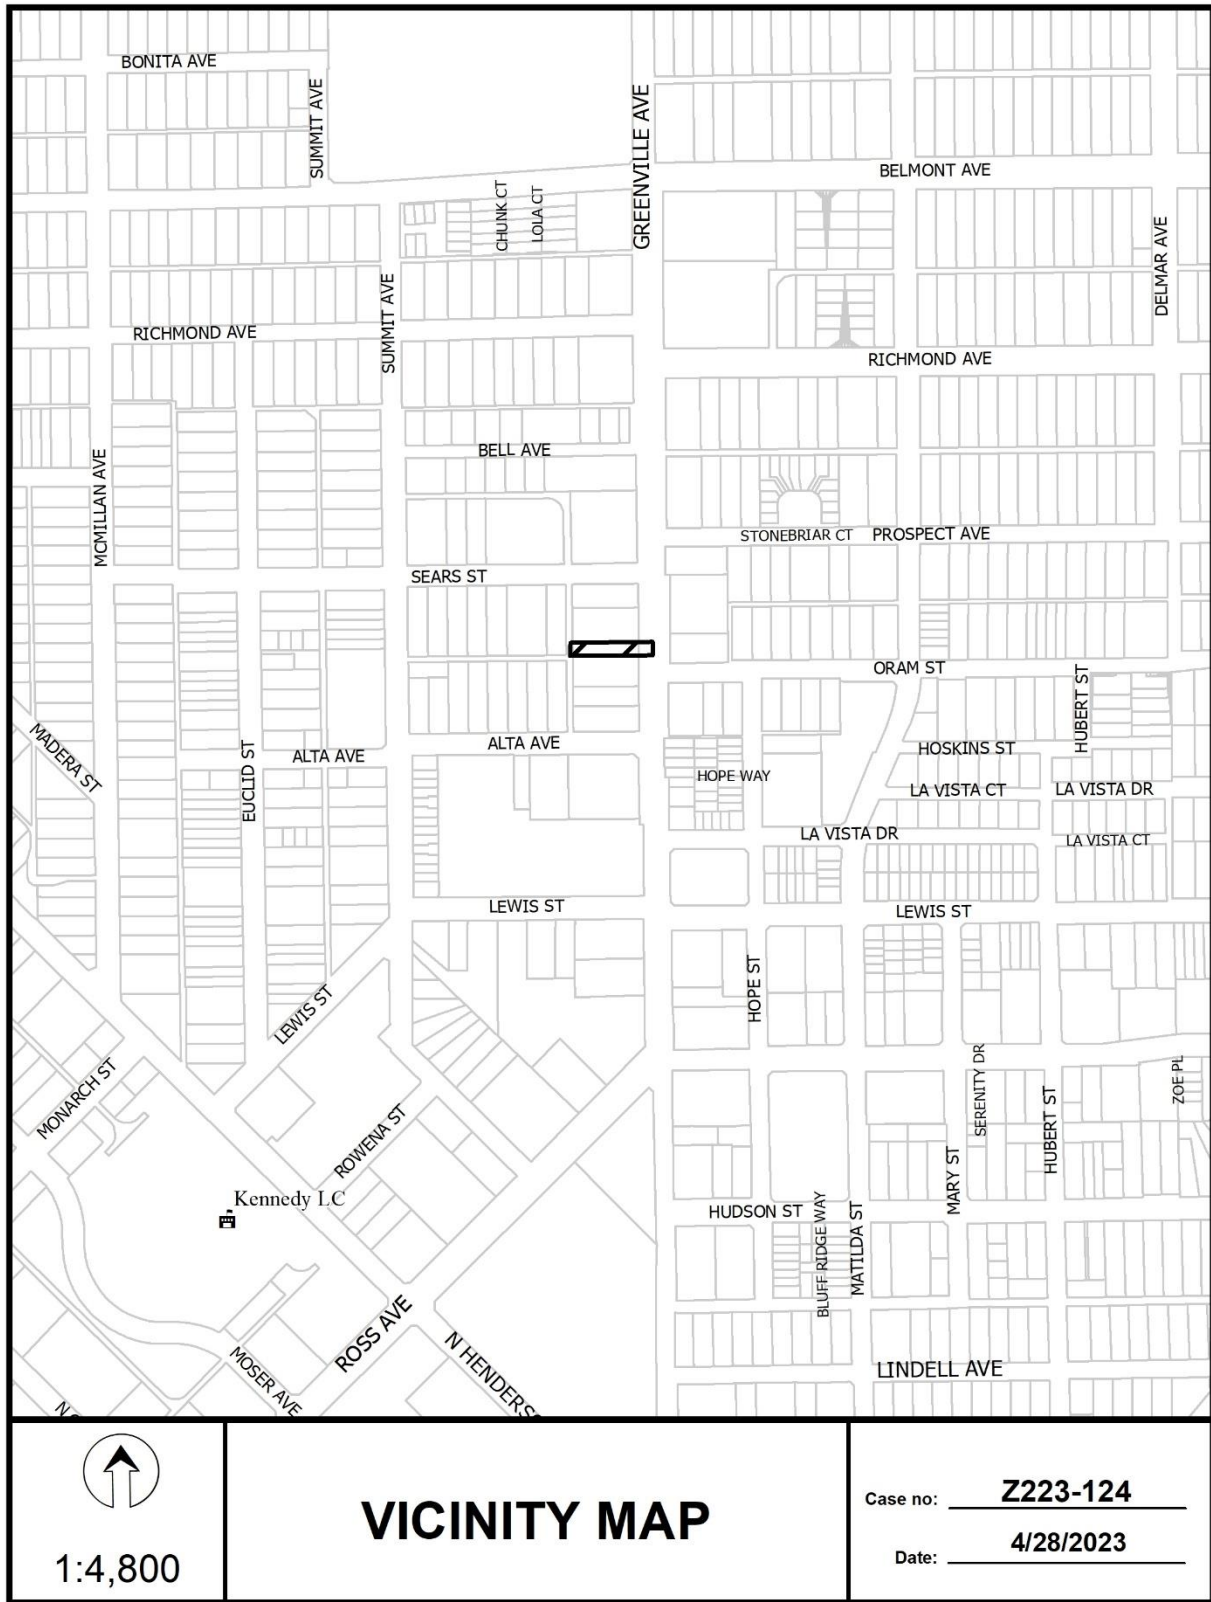 BONITA AVE
SUMMIT AVE
GREENVILLE AVE
BELMONT AVE
CHUNK CT
LOLA CT
DELMAR AVE
SUMMIT AVE
RICHMOND AVE
RICHMOND AVE
BELL AVE
MCMILLAN AVE
STONEBRIAR CT
PROSPECT AVE
SEARS ST
ORAM ST
HUBERT ST
MADERA ST
EUCLID ST
ALTA AVE
ALTA AVE
HOSKINS ST
HOPE WAY
LA VISTA CT
LA VISTA DR
LA VISTA DR
LA VISTA CT
LEWIS ST
LEWIS ST
HOPE ST
LEWIS ST
MONARCH ST
SERENITY DR
ZOE PL
ROWENA ST
HUBERT ST
MARY ST
Kennedy LC
HUDSON ST
BLUFF RIDGE WAY
MATILDA ST
ROSS AVE
MOSER AVE
N HENDERS
LINDELL AVE
N
1:4,800
VICINITY MAP
Case no: Z223-124
Date: 4/28/2023